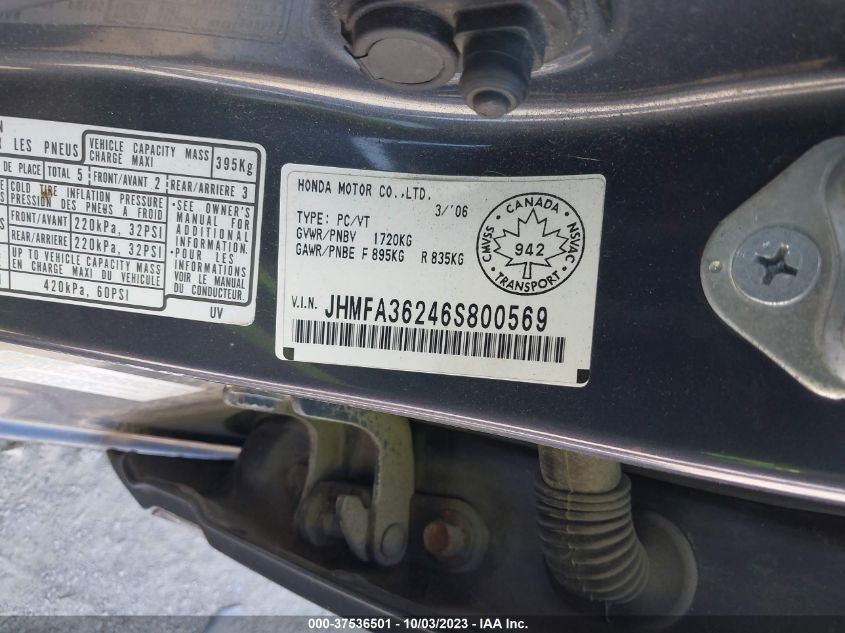 LES PNEUS
VEHICLE CAPACITY MASS
CHARGE MAXI
395Kg
DE PLACE TOTAL 5 FRONT/AVANT 2 REAR/ARRIERE 3
COLD TIRE INFLATION PRESSURE
PRESSION DES PNEUS A FROID
FRONT/AVANT 220kPa, 32PSI
REAR/ARRIERE 220kPa, 32PSI
UP TO VEHICLE CAPACITY MASS
EN CHARGE MAXI DU VEHICULE
420kPa, 60PSI
•SEE OWNER'S
MANUAL FOR
ADDITIONAL
INFORMATION.
•POUR PLUS
D'INFORMATION,
VOIR LE MANUEL
DU CONDUCTEUR.
UV
HONDA MOTOR CO.,LTD.
3/'06
TYPE: PC/VT
GVWR/PNBV 1720KG
GAWR/PNBE F 895KG R 835KG
CANADA
CMVSS 942 NSVAC
TRANSPORT
V.I.N. JHMFA36246S800569
000-37536501 - 10/03/2023 - IAA Inc.